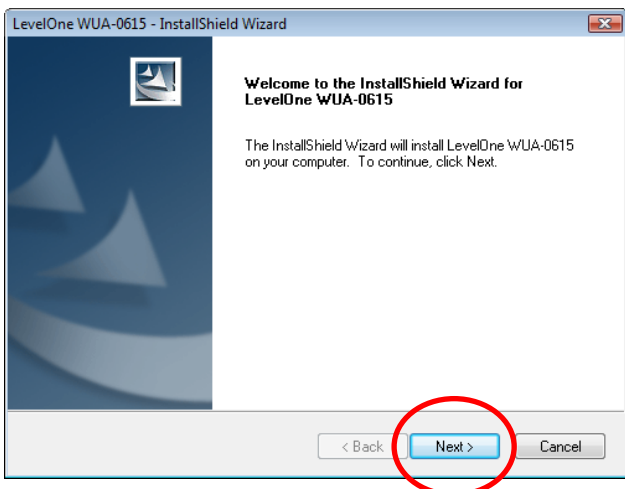 LevelOne WUA-0615 - InstallShield Wizard
Welcome to the InstallShield Wizard for
LevelOne WUA-0615
The InstallShield Wizard will install LevelOne WUA-0615
on your computer. To continue, click Next.
< Back
Next >
Cancel